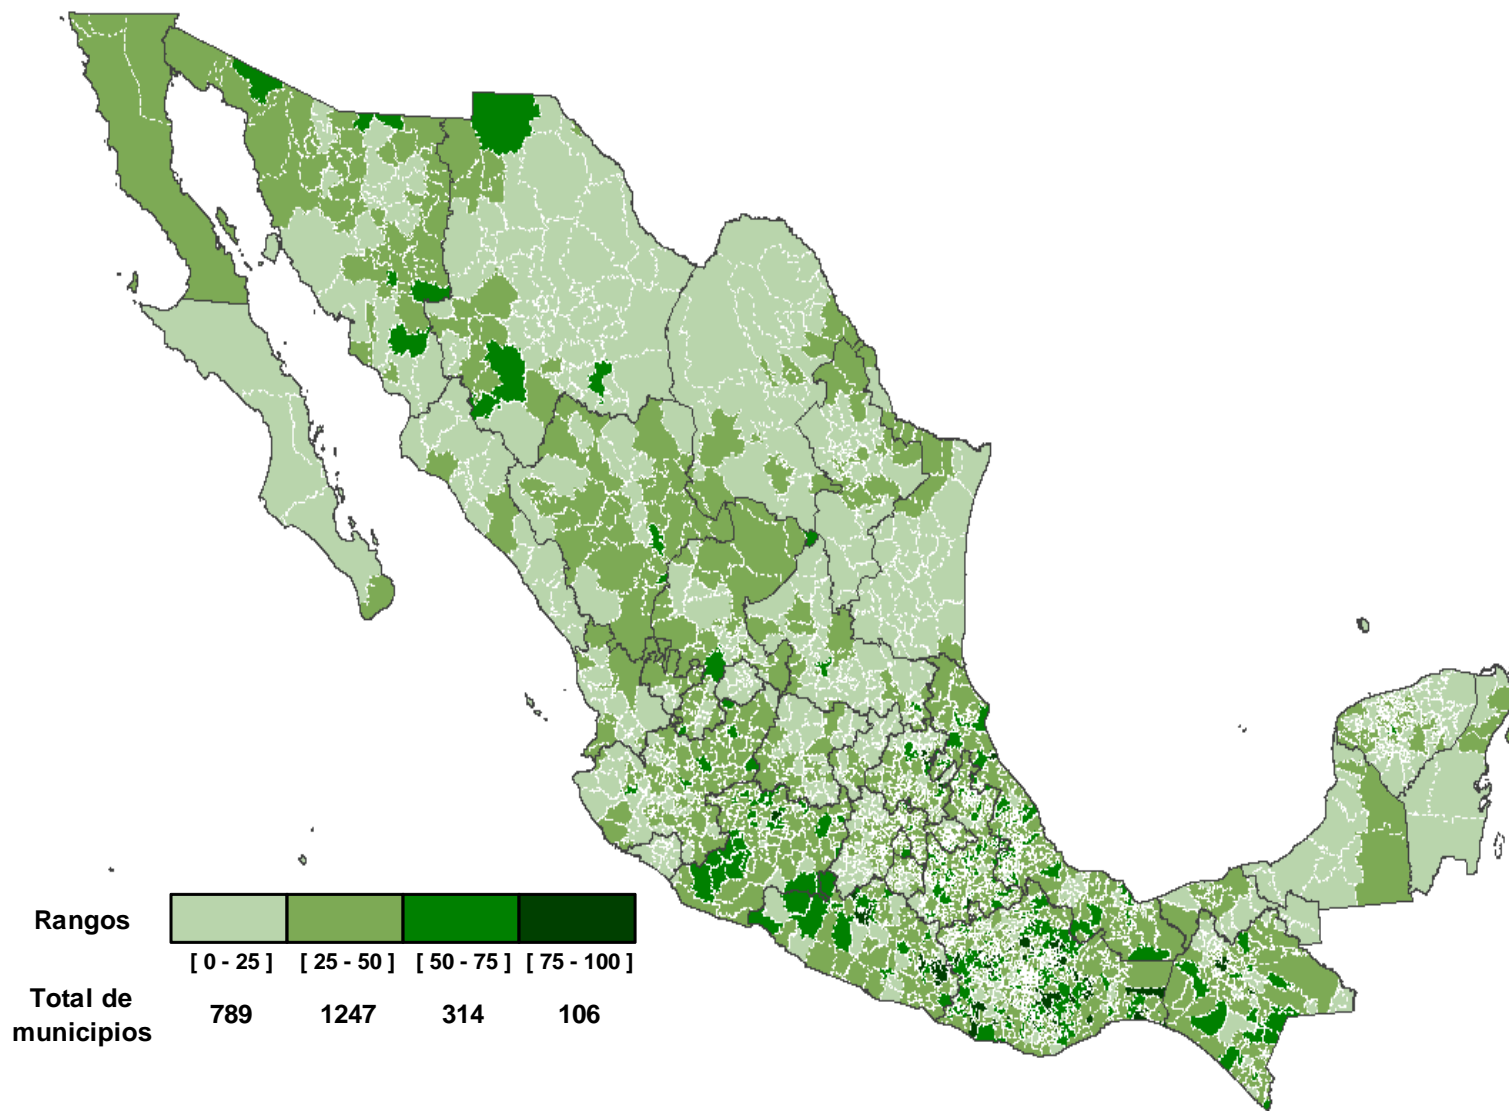 Rangos
[ 0 - 25 ] [ 25 - 50 ] [ 50 - 75 ] [ 75 - 100 ]
Total de
municipios
789 1247 314 106